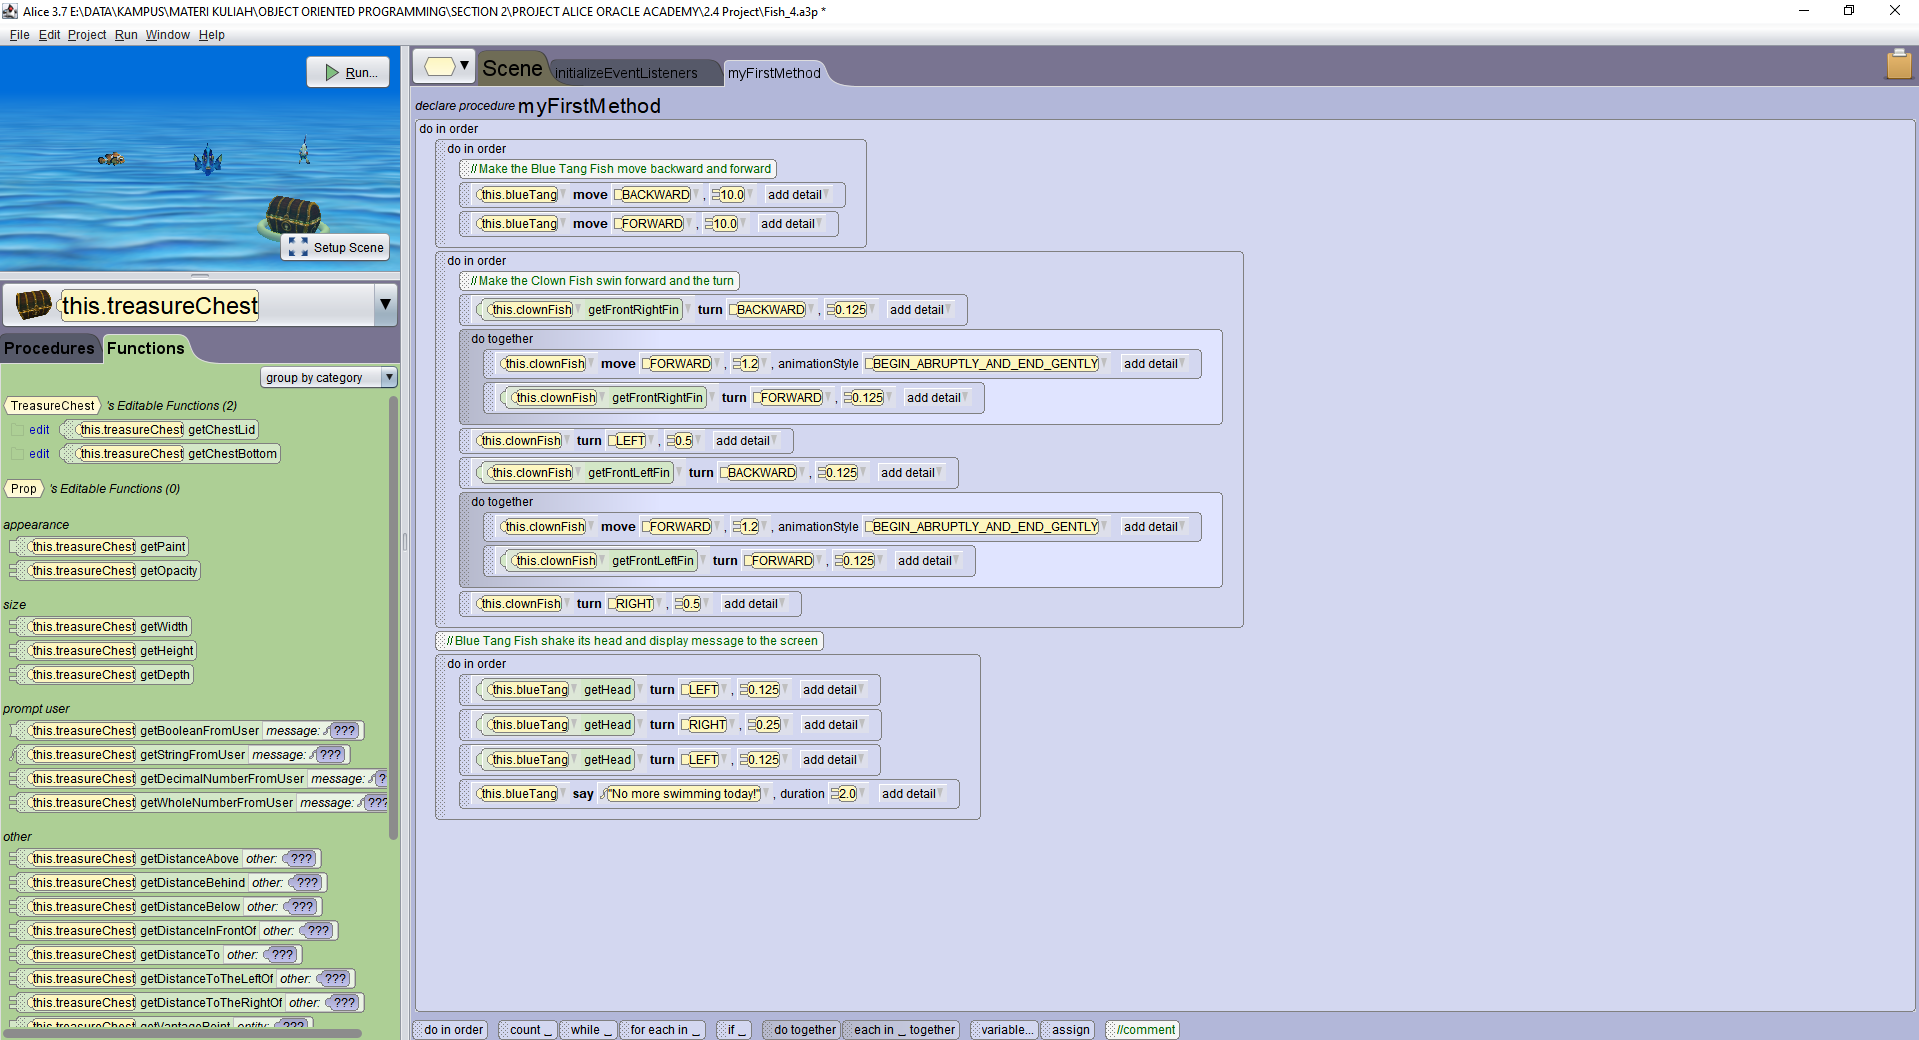 Alice 3.7 E:\DATA\KAMPUS\MATERI KULIAH\OBJECT ORIENTED PROGRAMMING\SECTION 2\PROJECT ALICE ORACLE ACADEMY\2.4 Project\Fish_4.a3p *
File Edit Project Run Window Help
Run...
Setup Scene
this.treasureChest
Procedures Functions
group by category
TreasureChest 's Editable Functions (2)
edit this.treasureChest getChestLid
edit this.treasureChest getChestBottom
Prop 's Editable Functions (0)
appearance
this.treasureChest getPaint
this.treasureChest getOpacity
size
this.treasureChest getWidth
this.treasureChest getHeight
this.treasureChest getDepth
prompt user
this.treasureChest getBooleanFromUser message: ???
this.treasureChest getStringFromUser message: ???
this.treasureChest getDecimalNumberFromUser message: ?
this.treasureChest getWholeNumberFromUser message: ???
other
this.treasureChest getDistanceAbove other: ???
this.treasureChest getDistanceBehind other: ???
this.treasureChest getDistanceBelow other: ???
this.treasureChest getDistanceInFrontOf other: ???
this.treasureChest getDistanceTo other: ???
this.treasureChest getDistanceToTheLeftOf other: ???
this.treasureChest getDistanceToTheRightOf other: ???
this.treasureChest getVantagePoint entity: ???
Scene initializeEventListeners myFirstMethod
declare procedure myFirstMethod
do in order
do in order
//Make the Blue Tang Fish move backward and forward
this.blueTang move BACKWARD , 10.0 add detail
this.blueTang move FORWARD , 10.0 add detail
do in order
//Make the Clown Fish swin forward and the turn
this.clownFish getFrontRightFin turn BACKWARD , 0.125 add detail
do together
this.clownFish move FORWARD , 1.2 , animationStyle BEGIN_ABRUPTLY_AND_END_GENTLY add detail
this.clownFish getFrontRightFin turn FORWARD , 0.125 add detail
this.clownFish turn LEFT , 0.5 add detail
this.clownFish getFrontLeftFin turn BACKWARD , 0.125 add detail
do together
this.clownFish move FORWARD , 1.2 , animationStyle BEGIN_ABRUPTLY_AND_END_GENTLY add detail
this.clownFish getFrontLeftFin turn FORWARD , 0.125 add detail
this.clownFish turn RIGHT , 0.5 add detail
//Blue Tang Fish shake its head and display message to the screen
do in order
this.blueTang getHead turn LEFT , 0.125 add detail
this.blueTang getHead turn RIGHT , 0.25 add detail
this.blueTang getHead turn LEFT , 0.125 add detail
this.blueTang say "No more swimming today!" , duration 2.0 add detail
do in order count _ while _ for each in _ if _ do together each in _ together variable... assign //comment